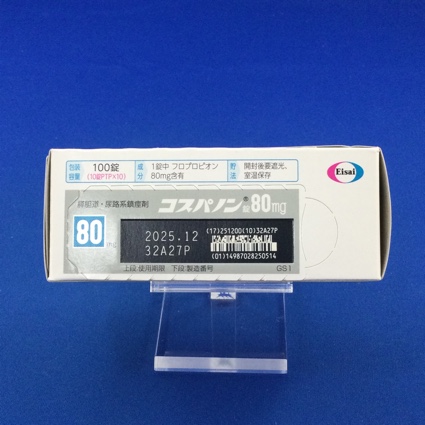 包装容量 100錠 (10錠PTP×10)
成分 1錠中 フロプロピオン 80mg含有
貯法 開封後要遮光、室温保存
Eisai
肝胆道・尿路系鎮痙剤
コスパノン®錠80mg
80mg
2025.12
32A27P
(17)251200(10)32A27P
(01)14987028250514
上段:使用期限 下段:製造番号
GS1